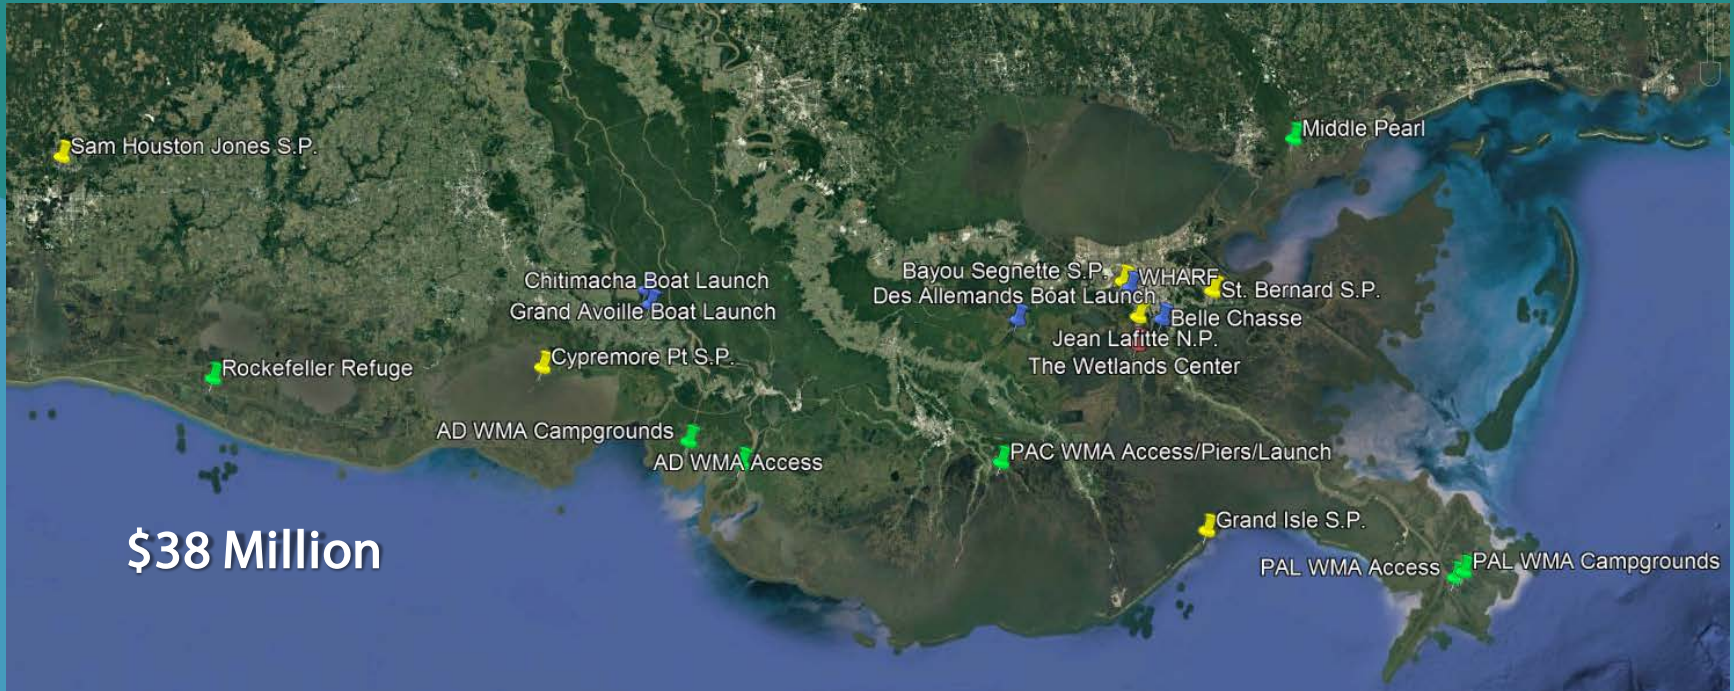 Middle Pearl
Sam Houston Jones S.P.
Bayou Segnette S.P.
WHARF
Chitimacha Boat Launch
St. Bernard S.P.
Des Allemands Boat Launch
Grand Avoille Boat Launch
Belle Chasse
Jean Lafitte N.P.
Cypremore Pt S.P.
The Wetlands Center
Rockefeller Refuge
AD WMA Campgrounds
PAC WMA Access/Piers/Launch
AD WMA Access
Grand Isle S.P.
$38 Million
PAL WMA Access
PAL WMA Campgrounds